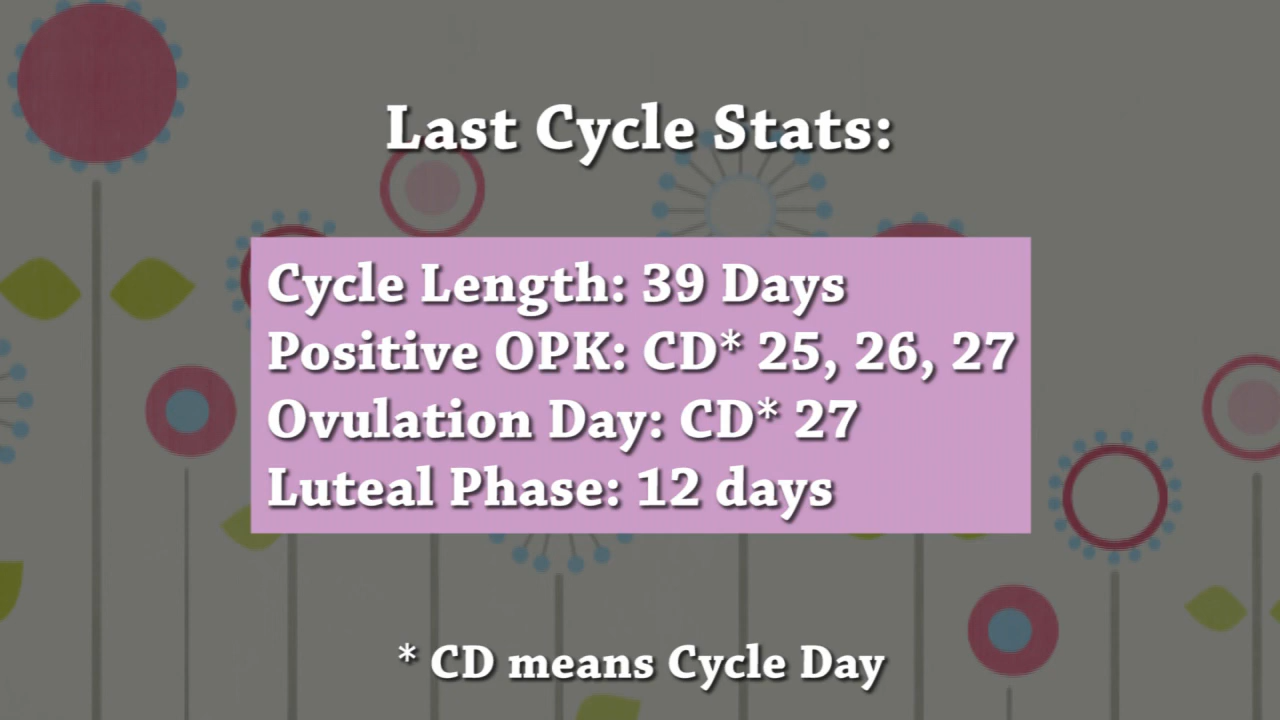 Last Cycle Stats:
Cycle Length: 39 Days
Positive OPK: CD* 25, 26, 27
Ovulation Day: CD* 27
Luteal Phase: 12 days
* CD means Cycle Day